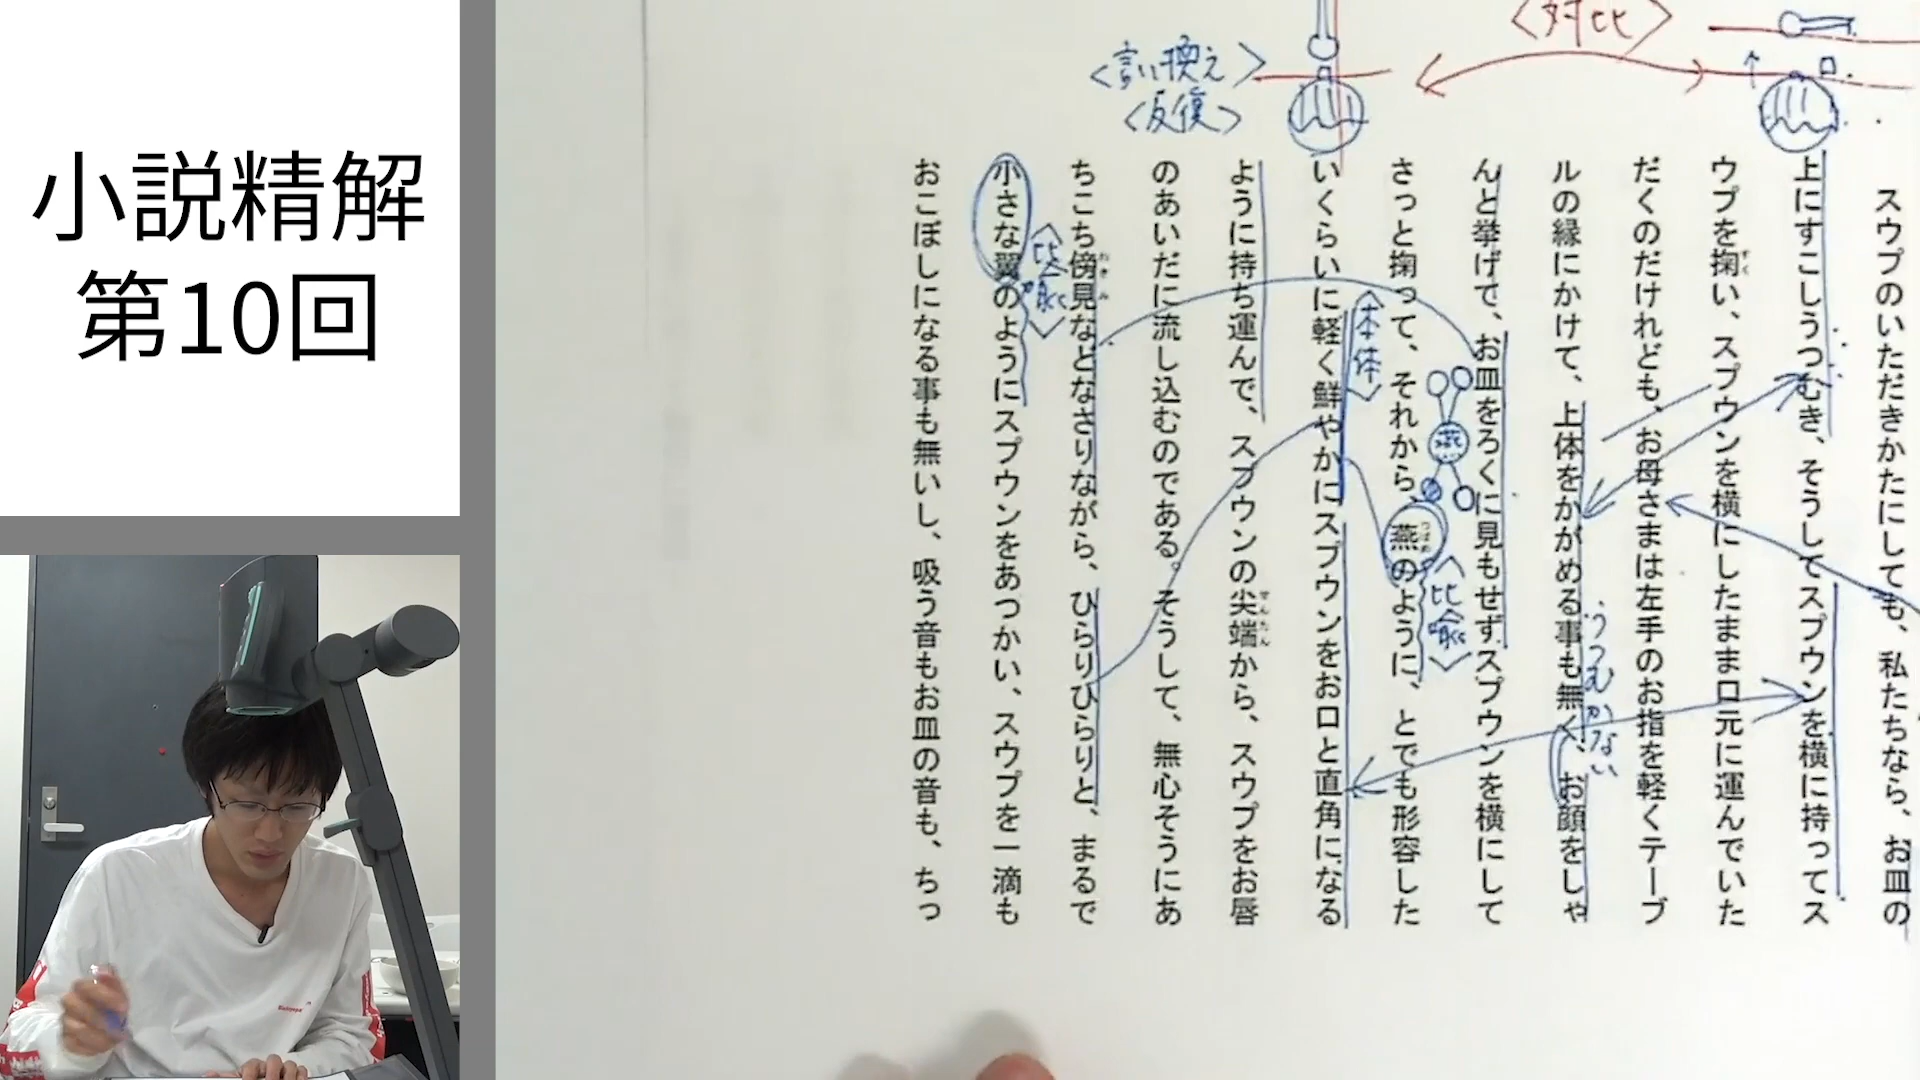 小説精解
第10回
〈対比〉
〈言い換え〉
〈反復〉
スウプのいただきかたにしても、私たちなら、お皿の
上にすこしうつむき、そうしてスプウンを横に持ってス
ウプを掬い、スプウンを横にしたまま口元に運んでいた
すく
だくのだけれども、お母さまは左手のお指を軽くテーブ
ルの縁にかけて、上体をかがめる事も無く、お顔をしゃ
うつむかない
んと挙げて、お皿をろくに見もせずスプウンを横にして
さっと掬って、それから、燕のように、とでも形容した
つばめ
燕
〈比喩〉
〈本体〉
いくらいに軽く鮮やかにスプウンをお口と直角になる
ように持ち運んで、スプウンの尖端から、スウプをお唇
せんたん
のあいだに流し込むのである。そうして、無心そうにあ
ちこち傍見などなさりながら、ひらりひらりと、まるで
わきみ
〈比喩〉
小さな翼のようにスプウンをあつかい、スウプを一滴も
おこぼしになる事も無いし、吸う音もお皿の音も、ちっ